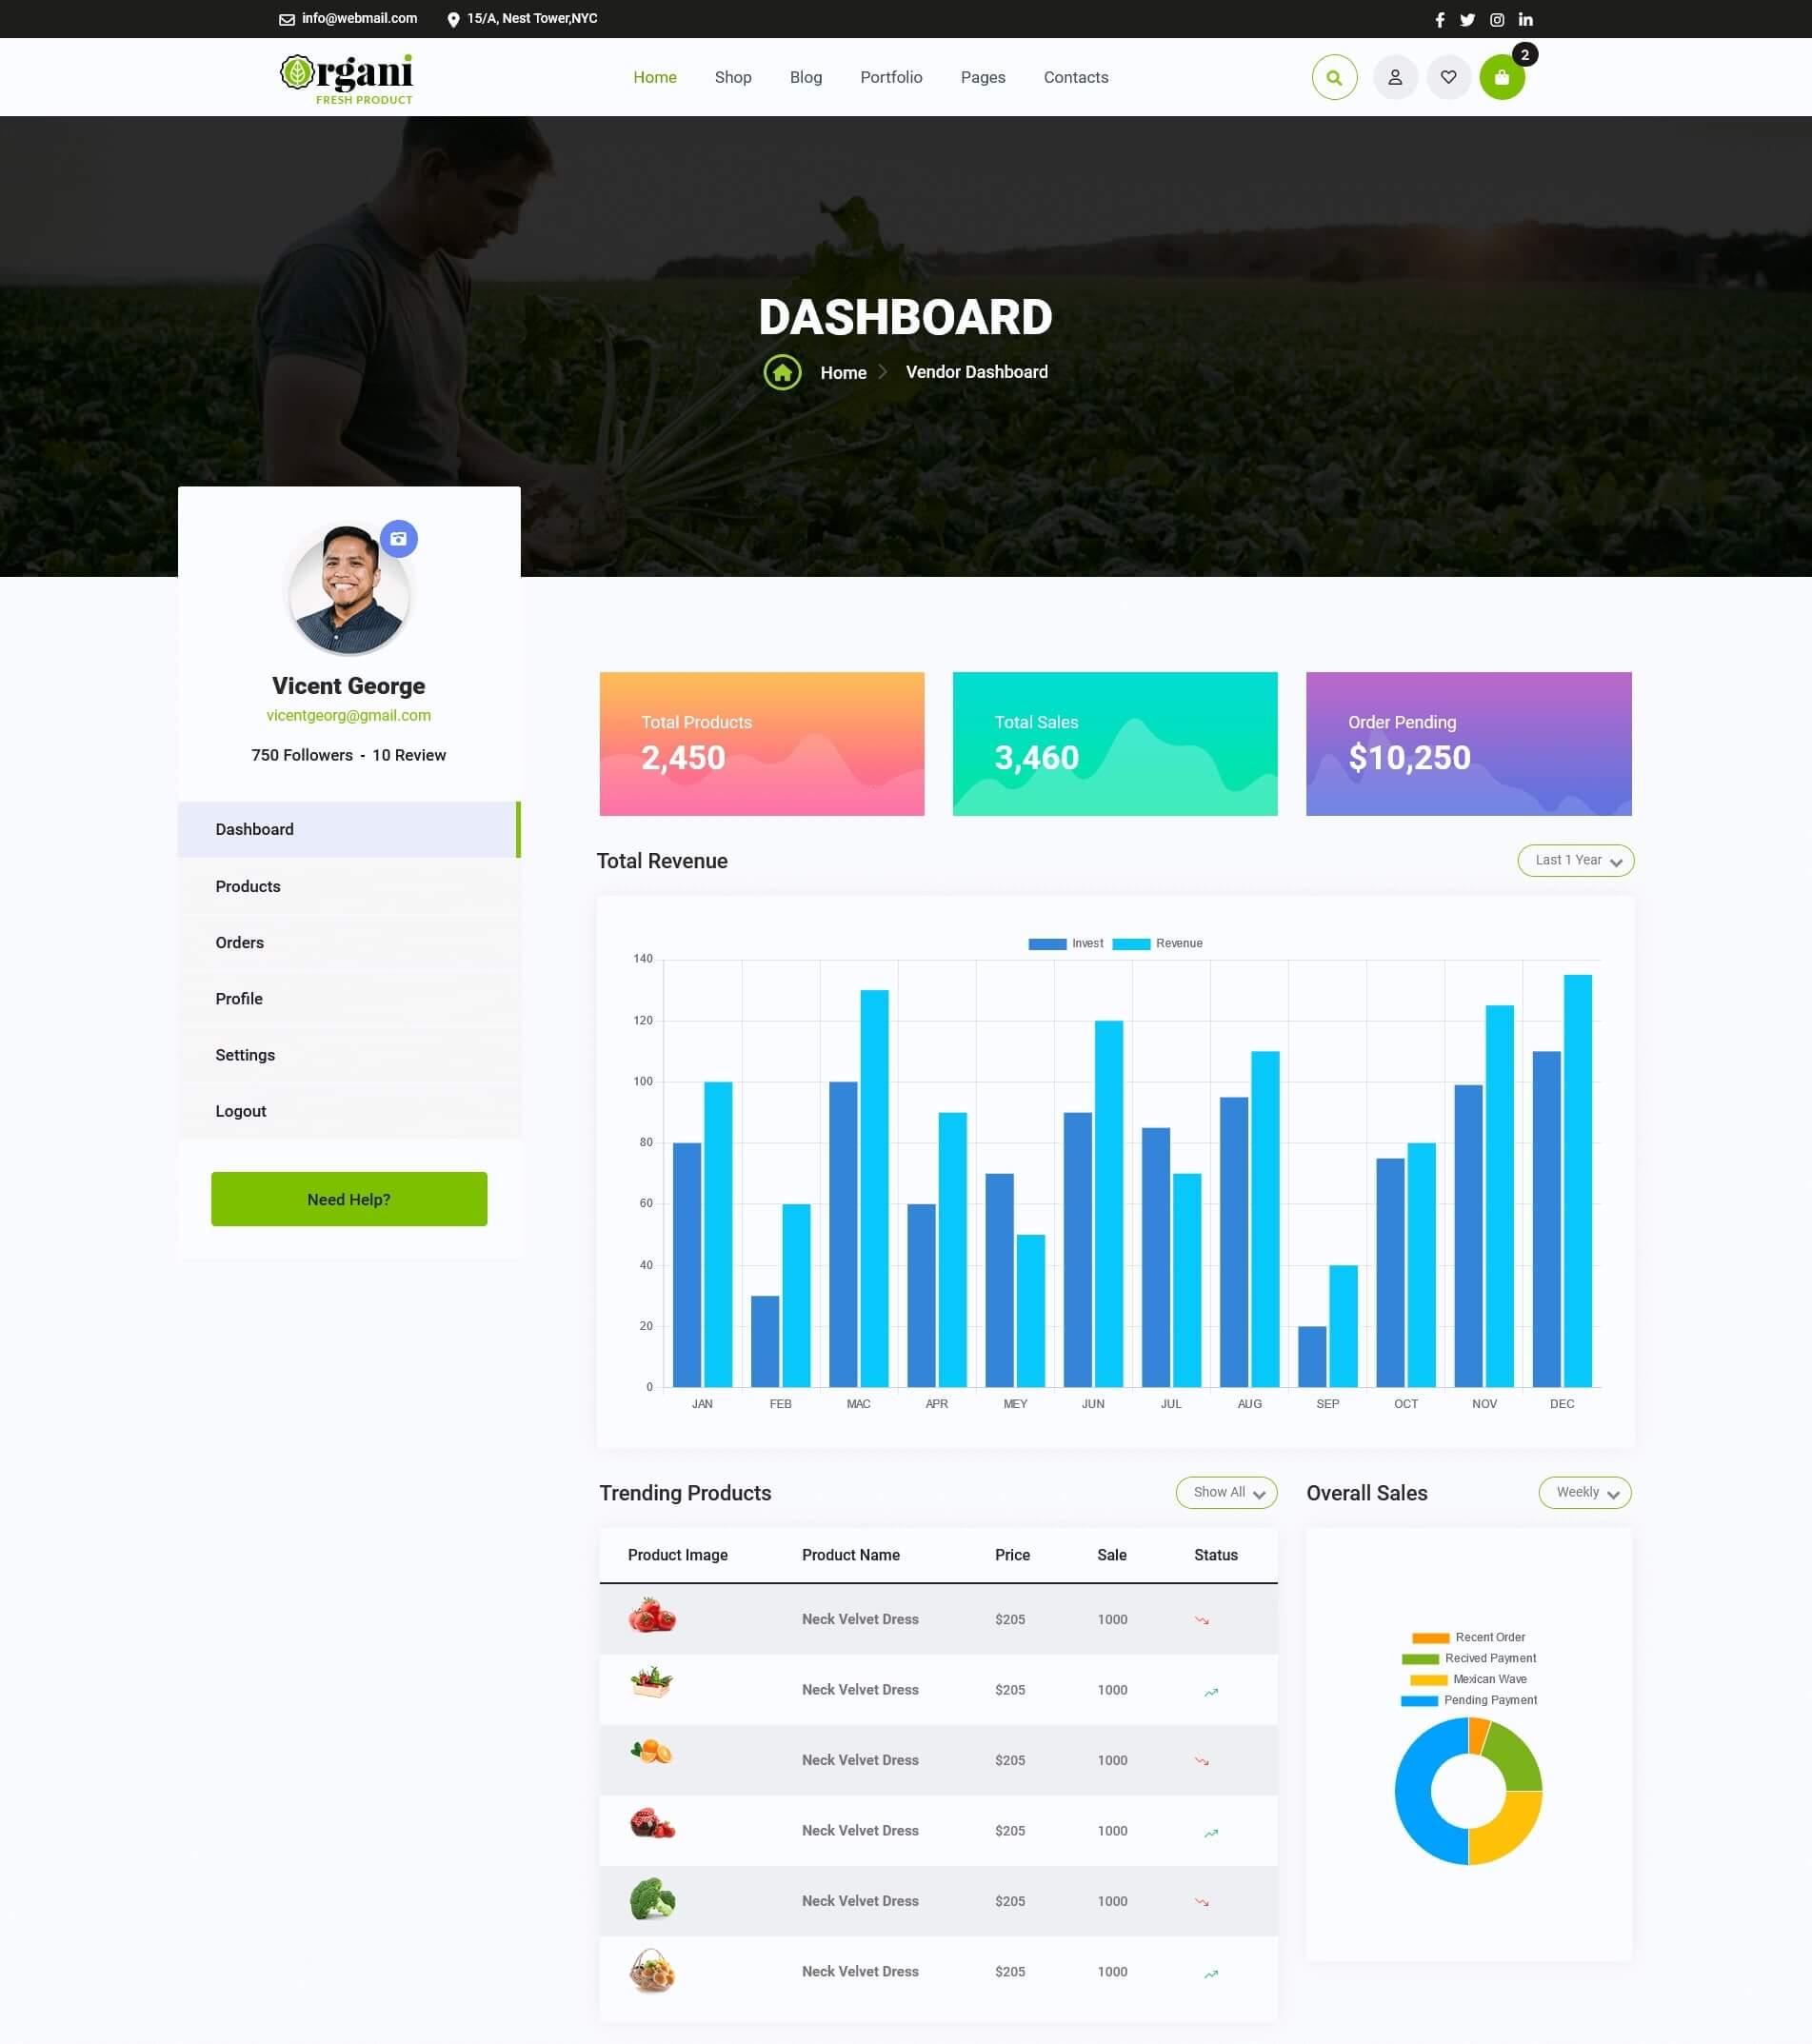 info@webmail.com 15/A, Nest Tower,NYC
Organi
FRESH PRODUCT
Home Shop Blog Portfolio Pages Contacts
2
DASHBOARD
Home Vendor Dashboard
Vicent George
vicentgeorg@gmail.com
750 Followers - 10 Review
Dashboard
Products
Orders
Profile
Settings
Logout
Need Help?
Total Products
2,450
Total Sales
3,460
Order Pending
$10,250
Total Revenue
Last 1 Year
Invest Revenue
140
120
100
80
60
40
20
0
JAN FEB MAC APR MEY JUN JUL AUG SEP OCT NOV DEC
Trending Products
Show All
Product Image Product Name Price Sale Status
Neck Velvet Dress $205 1000
Neck Velvet Dress $205 1000
Neck Velvet Dress $205 1000
Neck Velvet Dress $205 1000
Neck Velvet Dress $205 1000
Neck Velvet Dress $205 1000
Overall Sales
Weekly
Recent Order
Recived Payment
Mexican Wave
Pending Payment